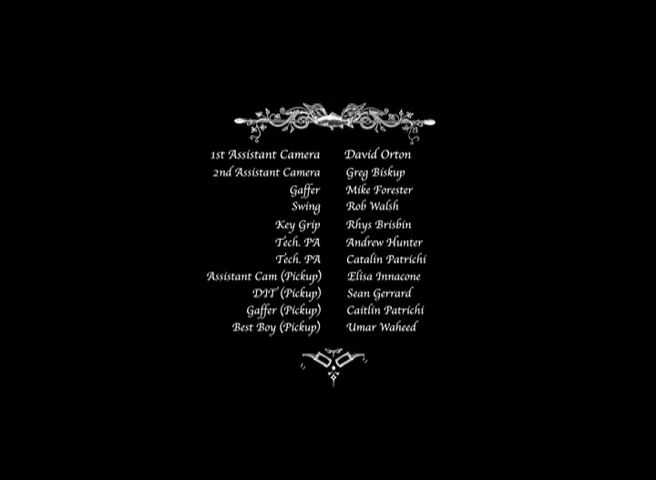 1st Assistant Camera David Orton
2nd Assistant Camera Greg Biskup
Gaffer Mike Forester
Swing Rob Walsh
Key Grip Rhys Brisbin
Tech. PA Andrew Hunter
Tech. PA Catalin Patrichi
Assistant Cam (Pickup) Elisa Innacone
DIT (Pickup) Sean Gerrard
Gaffer (Pickup) Caitlin Patrichi
Best Boy (Pickup) Umar Waheed